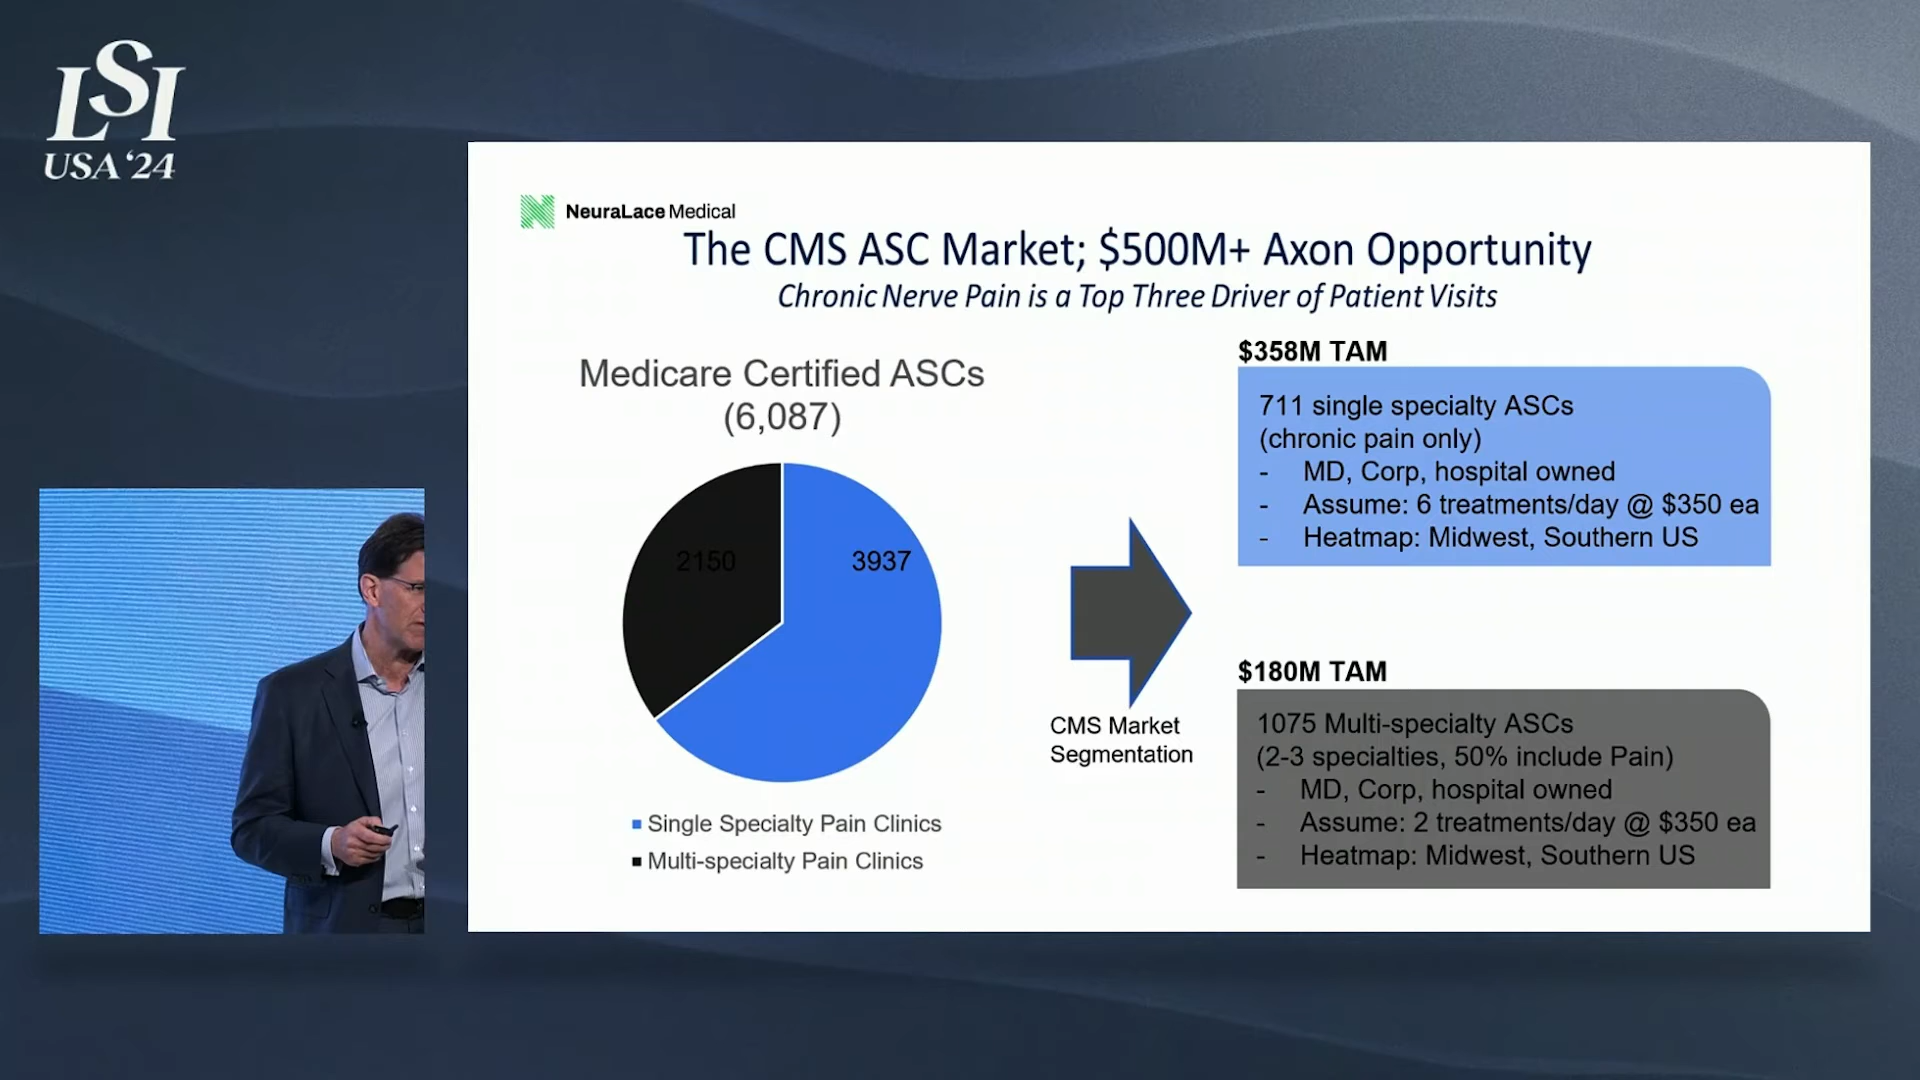 LSI
USA '24
NeuraLace Medical
The CMS ASC Market; $500M+ Axon Opportunity
Chronic Nerve Pain is a Top Three Driver of Patient Visits
Medicare Certified ASCs
(6,087)
2150
3937
Single Specialty Pain Clinics
Multi-specialty Pain Clinics
CMS Market
Segmentation
$358M TAM
711 single specialty ASCs
(chronic pain only)
- MD, Corp, hospital owned
- Assume: 6 treatments/day @ $350 ea
- Heatmap: Midwest, Southern US
$180M TAM
1075 Multi-specialty ASCs
(2-3 specialties, 50% include Pain)
- MD, Corp, hospital owned
- Assume: 2 treatments/day @ $350 ea
- Heatmap: Midwest, Southern US